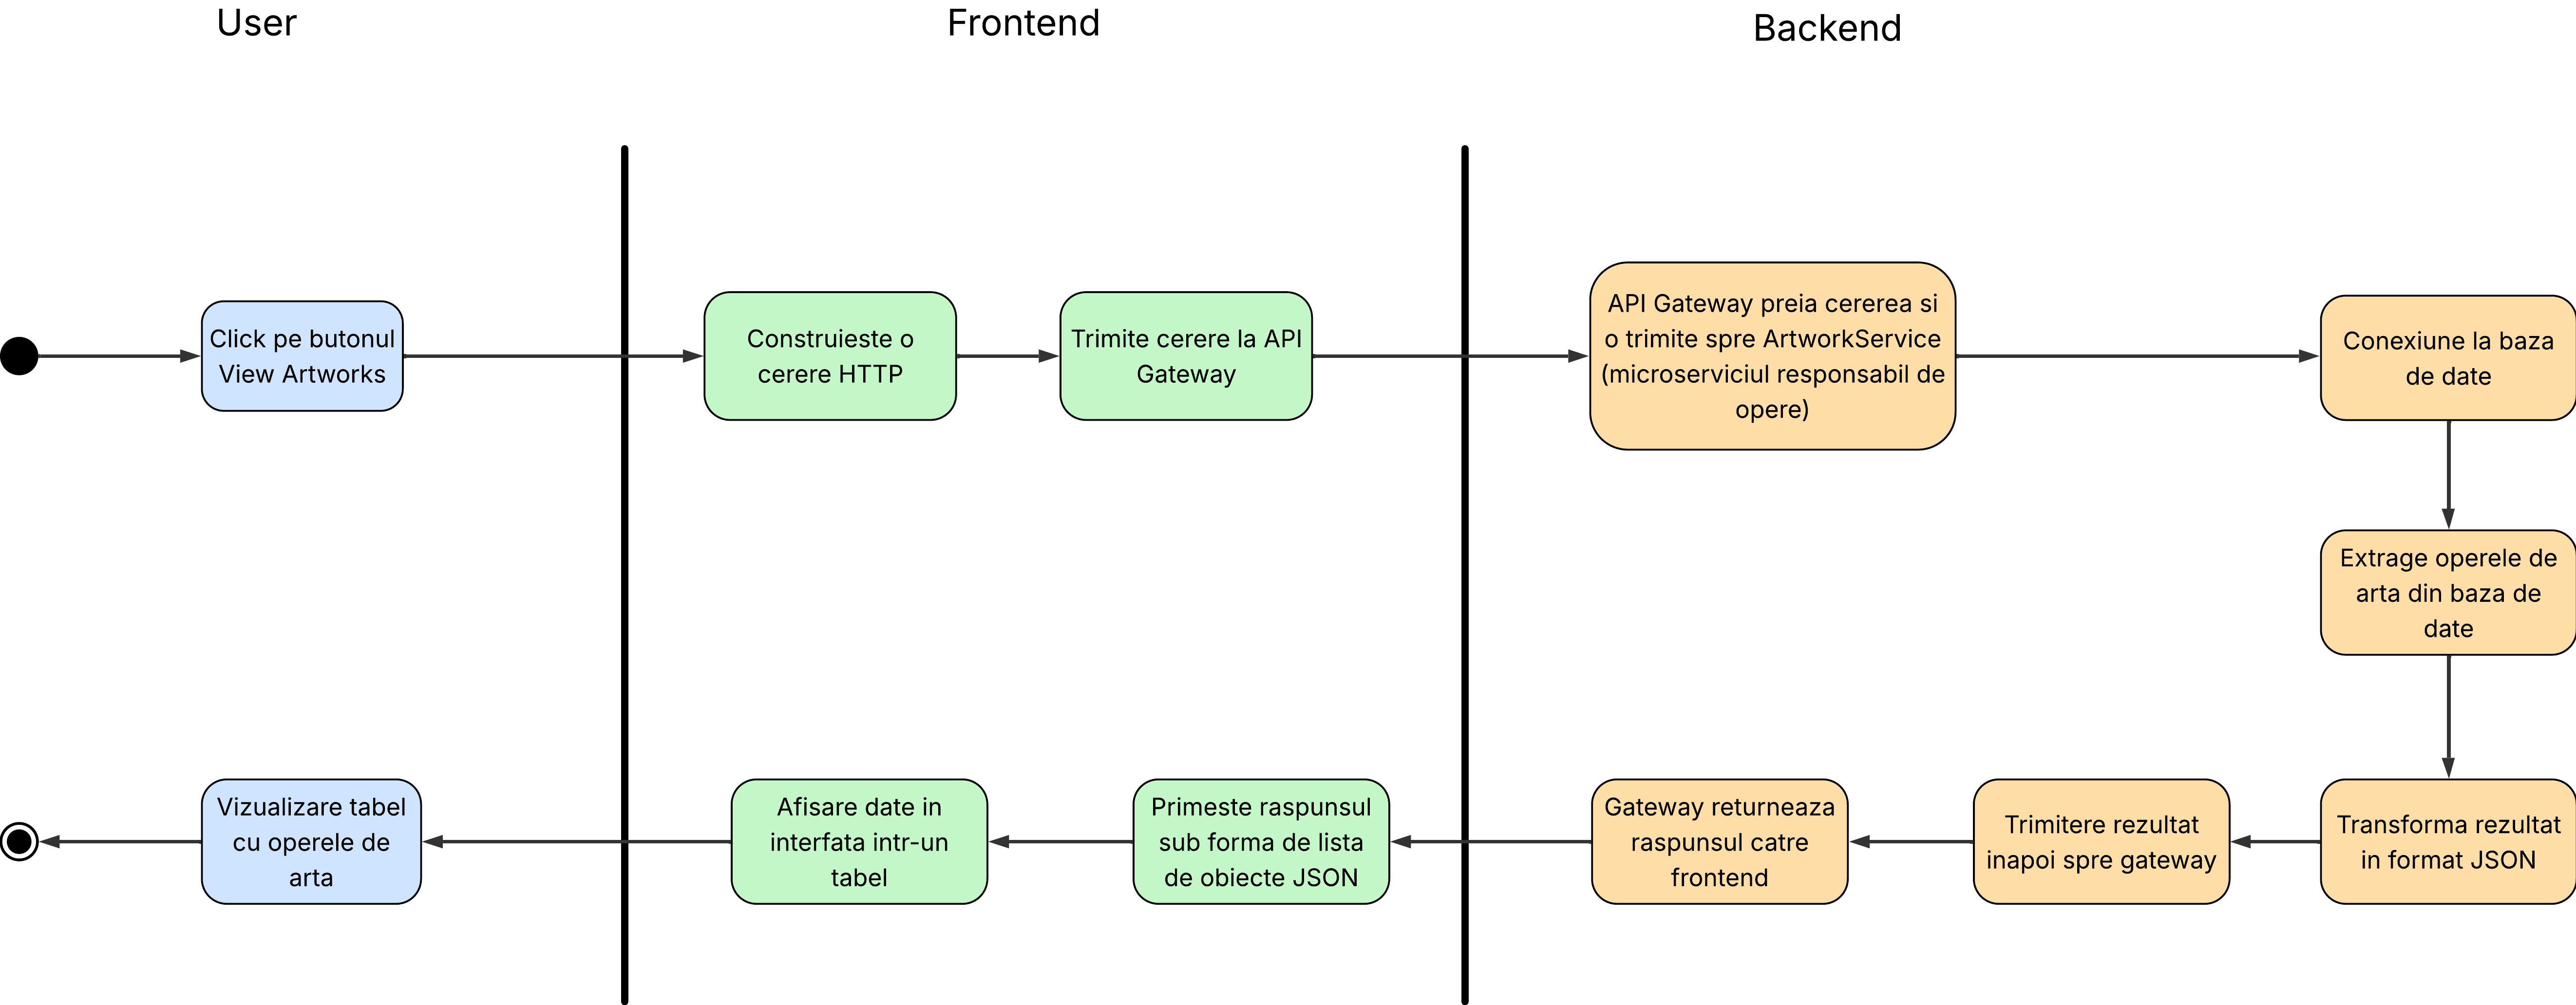 User
Frontend
Backend
Click pe butonul
View Artworks
Construieste o
cerere HTTP
Trimite cerere la API
Gateway
API Gateway preia cererea si
o trimite spre ArtworkService
(microserviciul responsabil de
opere)
Conexiune la baza
de date
Extrage operele de
arta din baza de
date
Transforma rezultat
in format JSON
Trimitere rezultat
inapoi spre gateway
Gateway returneaza
raspunsul catre
frontend
Primeste raspunsul
sub forma de lista
de obiecte JSON
Afisare date in
interfata intr-un
tabel
Vizualizare tabel
cu operele de
arta